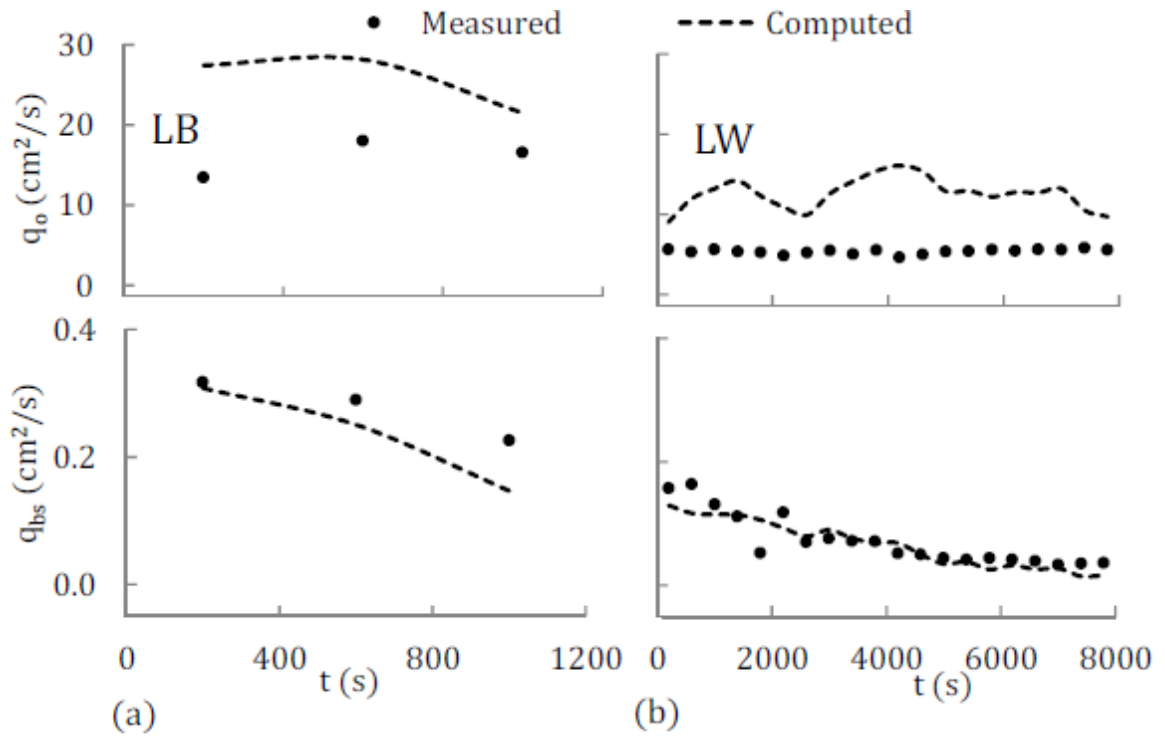 Measured Computed
30
20
10
0
qₒ (cm²/s)
LB
LW
0.4
0.2
0.0
q_bs (cm²/s)
0 400 800 1200
t (s)
0 2000 4000 6000 8000
t (s)
(a)
(b)